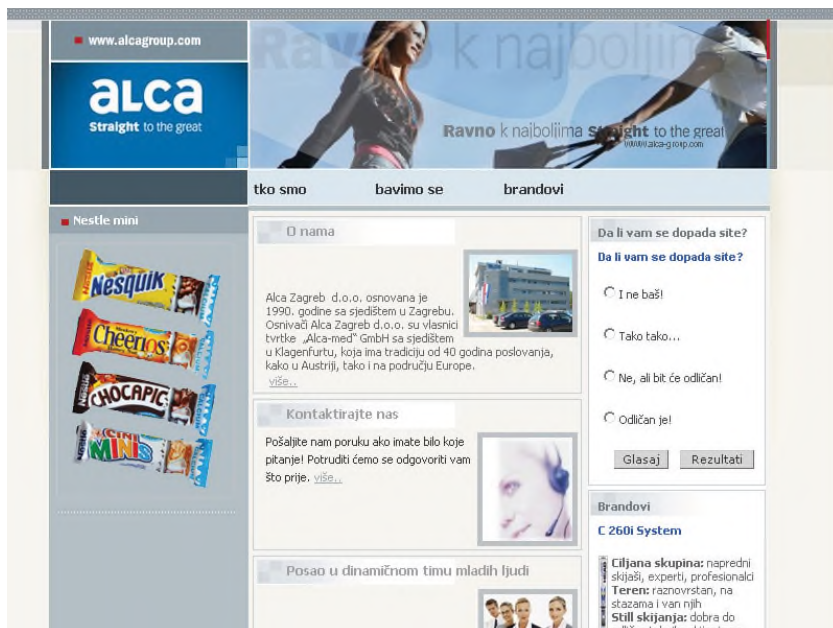 www.alcagroup.com
aLca
Straight to the great
Ravno k najboljima
Ravno k najboljima straight to the great
www.alca-group.com
tko smo
bavimo se
brandovi
Nestle mini
Nestlé Nesquik
Cheerios
CHOCAPIC
CINI MINIS
O nama
Alca Zagreb d.o.o. osnovana je
1990. godine sa sjedištem u Zagrebu.
Osnivači Alca Zagreb d.o.o. su vlasnici
tvrtke „Alca-med“ GmbH sa sjedištem
u Klagenfurtu, koja ima tradiciju od 40 godina poslovanja,
kako u Austriji, tako i na području Europe.
više..
Kontaktirajte nas
Pošaljite nam poruku ako imate bilo koje
pitanje! Potruditi ćemo se odgovoriti vam
što prije. više..
Posao u dinamičnom timu mladih ljudi
Da li vam se dopada site?
Da li vam se dopada site?
I ne baš!
Tako tako...
Ne, ali bit će odličan!
Odličan je!
Glasaj
Rezultati
Brandovi
C 260i System
Ciljana skupina: napredni
skijaši, experti, profesionalci
Teren: raznovrstan, na
stazama i van njih
Still skijanja: dobra do